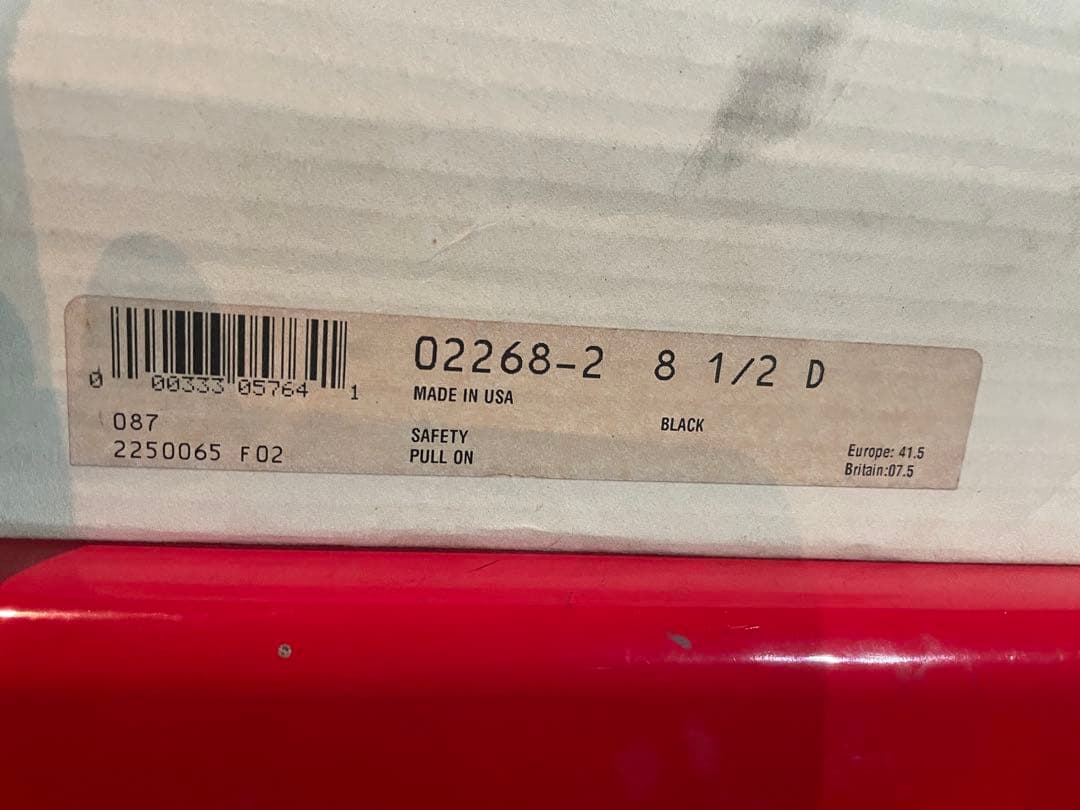 02268-2 8 1/2 D
0 00333 05764 1
MADE IN USA
087
SAFETY BLACK
2250065 F02
PULL ON
Europe: 41.5
Britain:07.5